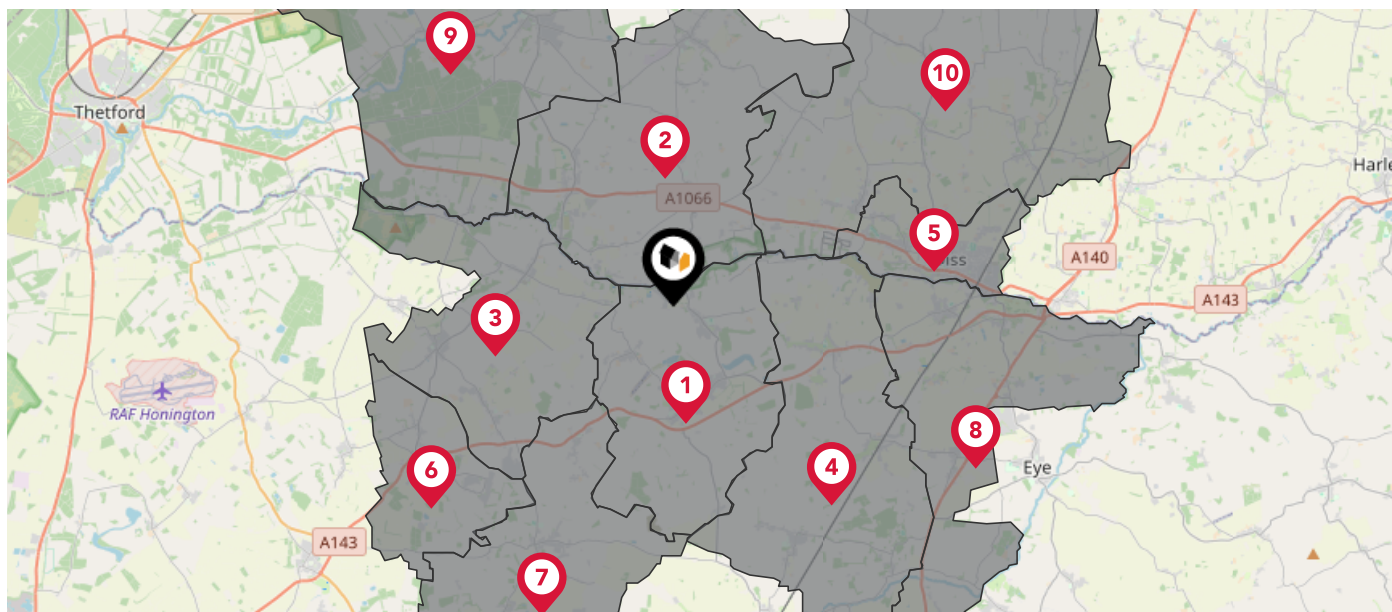 9
10
Thetford
2
Harle
A1066
5
iss
A140
A143
3
RAF Honington
1
8
6
4
Eye
A143
7